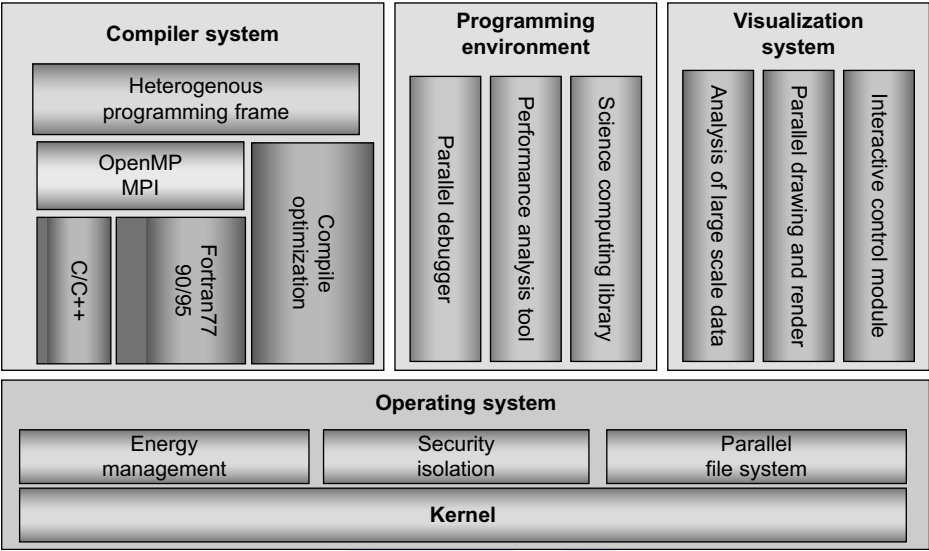 Compiler system
Heterogenous
programming frame
OpenMP
MPI
C/C++
Fortran77
90/95
Compile
optimization
Programming
environment
Parallel debugger
Performance analysis tool
Science computing library
Visualization
system
Analysis of large scale data
Parallel drawing and render
Interactive control module
Operating system
Energy
management
Security
isolation
Parallel
file system
Kernel